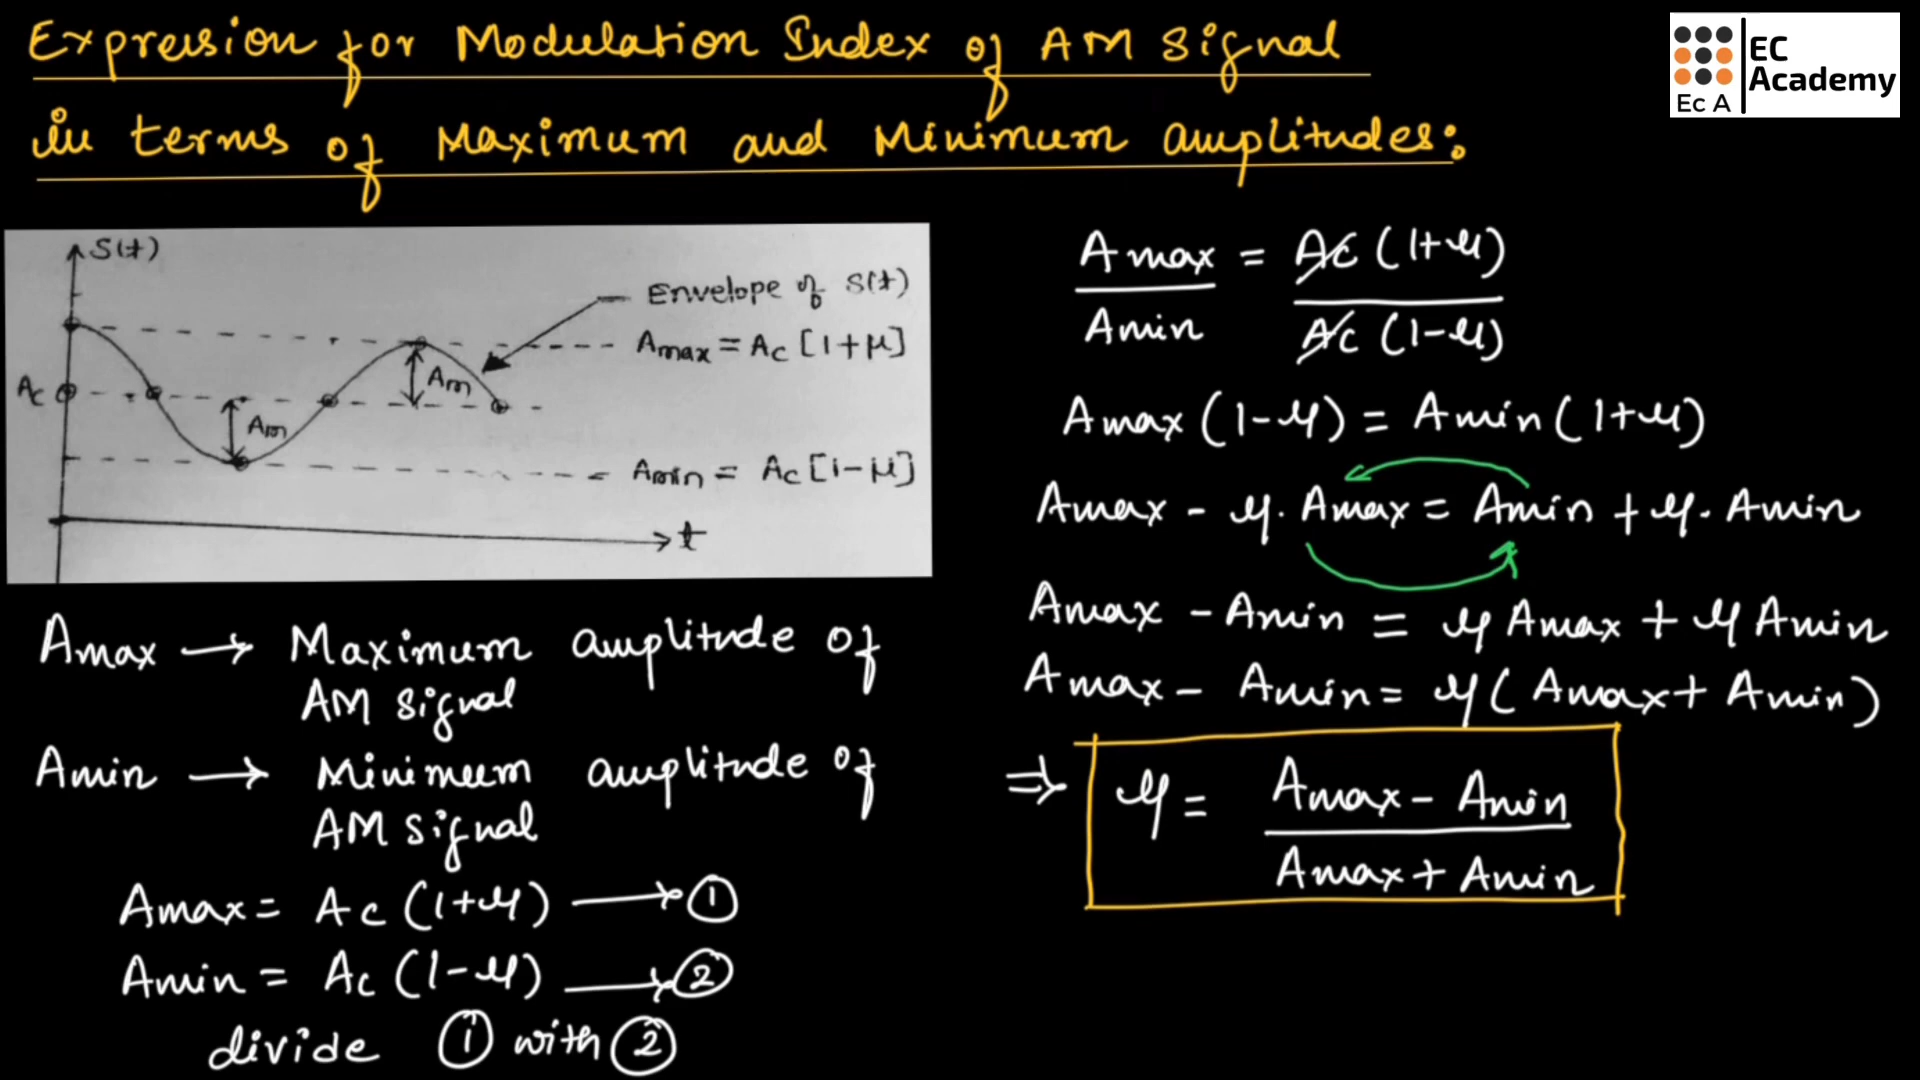 Expression for Modulation Index of AM Signal
in terms of Maximum and Minimum amplitudes:
EC
Academy
Ec A
S(t)
Envelope of S(t)
Amax = Ac [1+μ]
Ac
Am
Am
Amin = Ac [1-μ]
t
Amax → Maximum amplitude of
AM signal
Amin → Minimum amplitude of
AM signal
Amax = Ac (1+μ) → ①
Amin = Ac (1-μ) → ②
divide ① with ②
Amax = Ac (1+μ)
Amin Ac (1-μ)
Amax (1-μ) = Amin (1+μ)
Amax - μ. Amax = Amin + μ. Amin
Amax - Amin = μ Amax + μ Amin
Amax - Amin = μ ( Amax + Amin )
⇒ μ = Amax - Amin
Amax + Amin